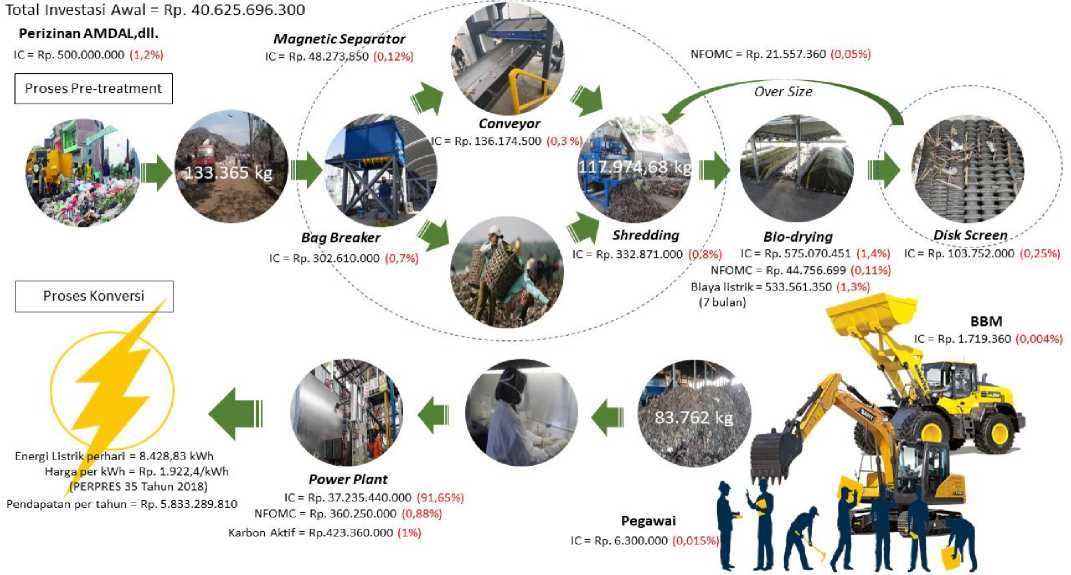 Total Investasi Awal = Rp. 40.625.696.300
Perizinan AMDAL,dll.
IC = Rp. 500.000.000 (1,2%)
Magnetic Separator
IC = Rp. 48.273,550 (0,12%)
NFOMC = Rp. 21.557.360 (0,05%)
Proses Pre-treatment
Over Size
133.365 kg
Conveyor
IC = Rp. 136.174.500 (0,3 %)
117.974,68 kg
Bag Breaker
IC = Rp. 302.610.000 (0,7%)
Shredding
IC = Rp. 332.871.000 (0,8%)
Bio-drying
IC = Rp. 575.070.451 (1,4%)
NFOMC = Rp. 44.756.699 (0,11%)
Biaya listrik = 533.561.350 (1,3%)
(7 bulan)
Disk Screen
IC = Rp. 103.752.000 (0,25%)
Proses Konversi
BBM
IC = Rp. 1.719.360 (0,004%)
83.762 kg
Energi Listrik perhari = 8.428,83 kWh
Harga per kWh = Rp. 1.922,4/kWh
(PERPRES 35 Tahun 2018)
Pendapatan per tahun = Rp. 5.833.289.810
Power Plant
IC = Rp. 37.235.440.000 (91,65%)
NFOMC = Rp. 360.250.000 (0,88%)
Karbon Aktif = Rp.423.360.000 (1%)
Pegawai
IC = Rp. 6.300.000 (0,015%)